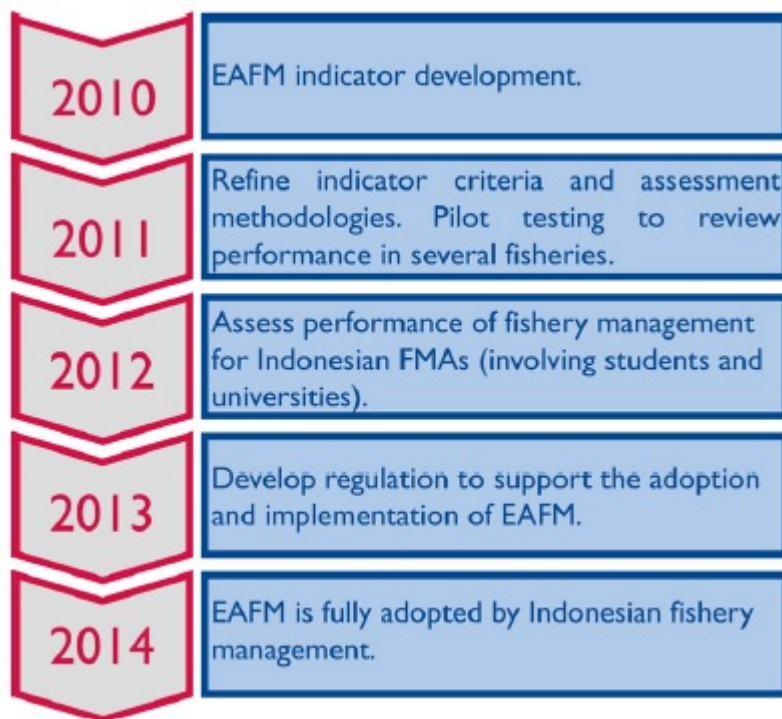 2010
EAFM indicator development.
2011
Refine indicator criteria and assessment
methodologies. Pilot testing to review
performance in several fisheries.
2012
Assess performance of fishery management
for Indonesian FMAs (involving students and
universities).
2013
Develop regulation to support the adoption
and implementation of EAFM.
2014
EAFM is fully adopted by Indonesian fishery
management.